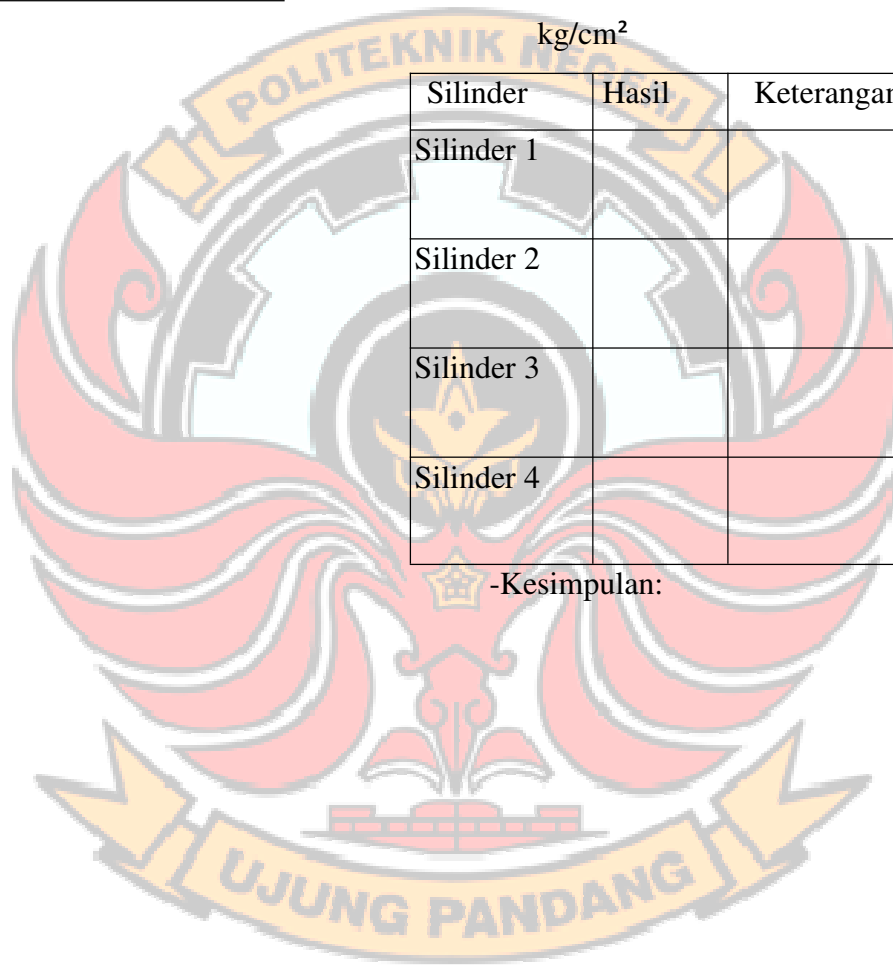 POLITEKNIK NEGERI
kg/cm²
Silinder Hasil Keterangan
Silinder 1
Silinder 2
Silinder 3
Silinder 4
-Kesimpulan:
UJUNG PANDANG